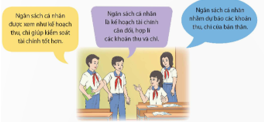 Ngân sách cá nhân
được xem như kế hoạch
thu, chi giúp kiểm soát
tài chính tốt hơn.
Ngân sách cá nhân
là kế hoạch tài chính
cân đối, hợp lí
các khoản thu và chi.
Ngân sách cá nhân
nhằm dự báo các khoản
thu, chi của bản thân.